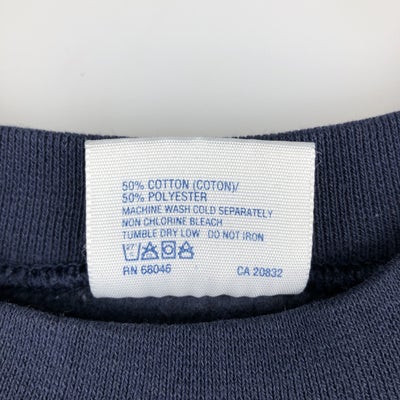 50% COTTON (COTON)/
50% POLYESTER
MACHINE WASH COLD SEPARATELY
NON CHLORINE BLEACH
TUMBLE DRY LOW DO NOT IRON
RN 68046 CA 20832